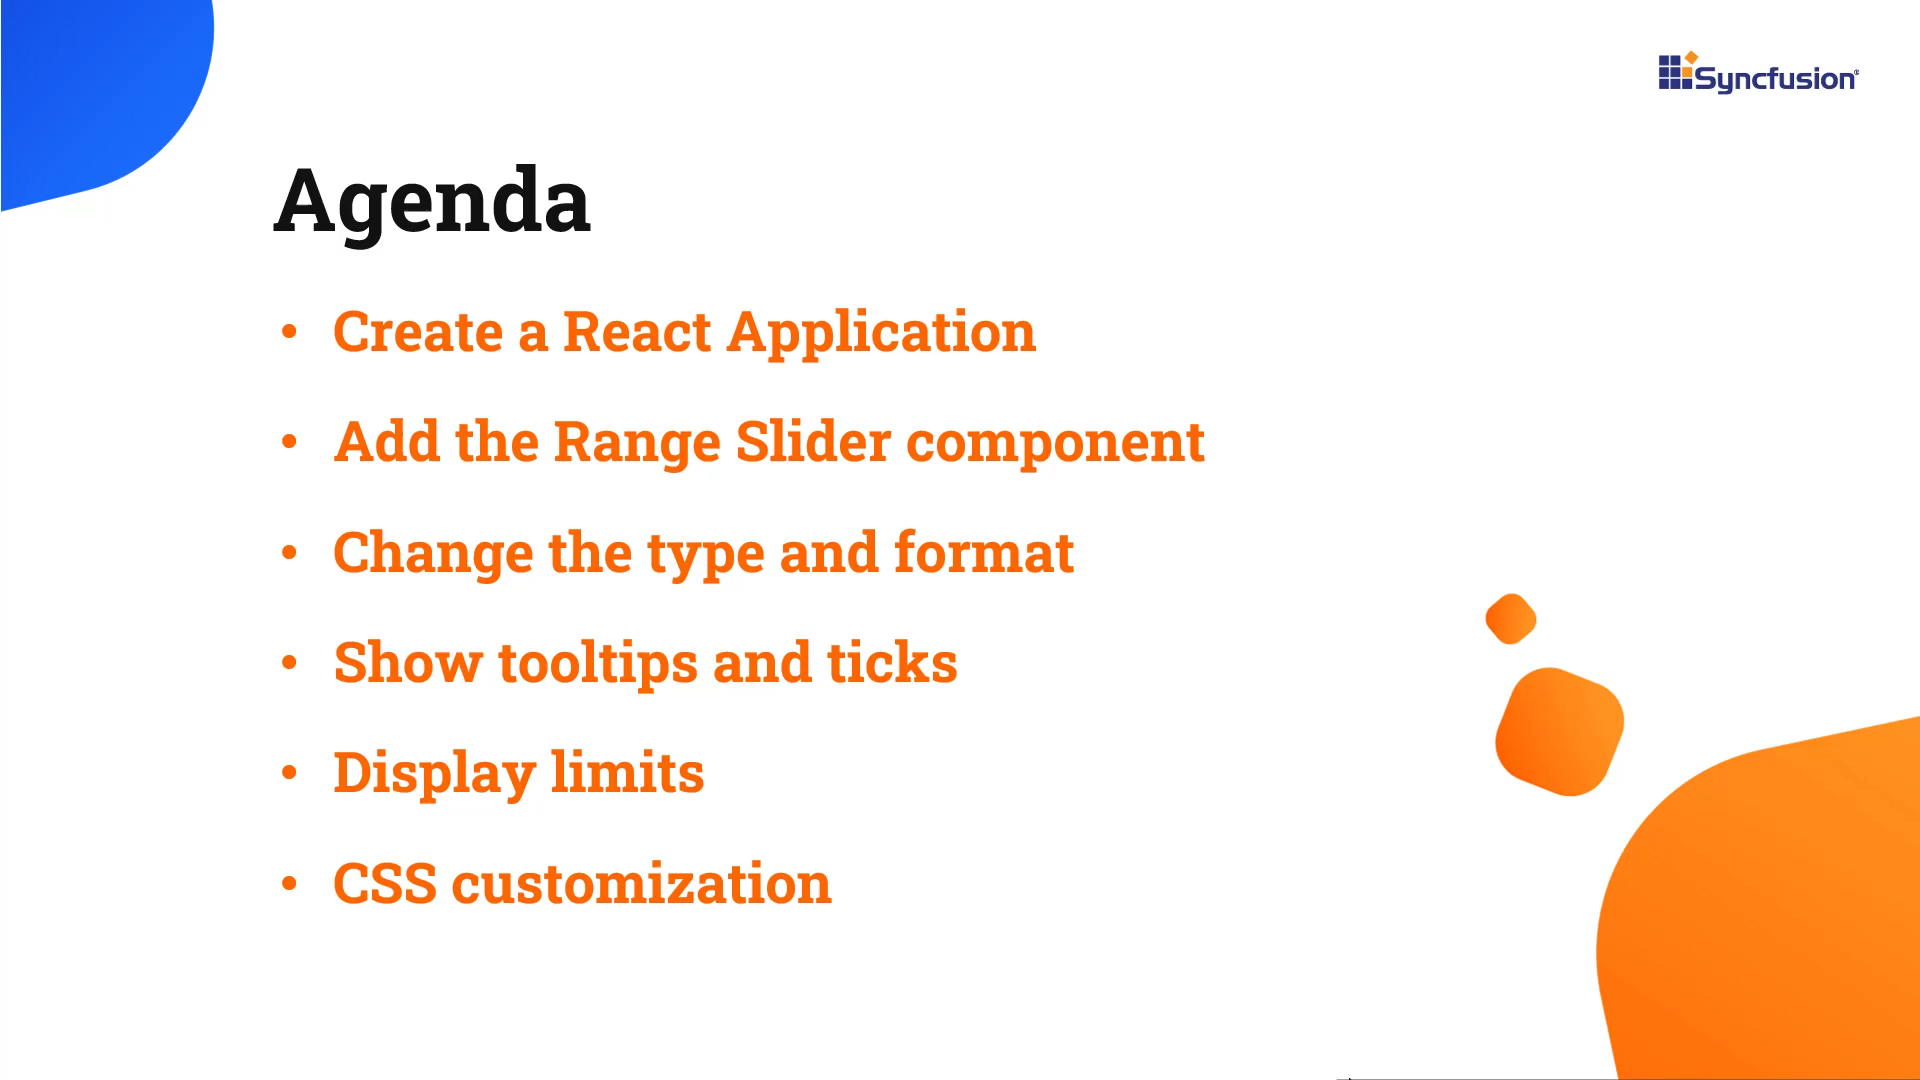 Syncfusion®
Agenda
• Create a React Application
• Add the Range Slider component
• Change the type and format
• Show tooltips and ticks
• Display limits
• CSS customization